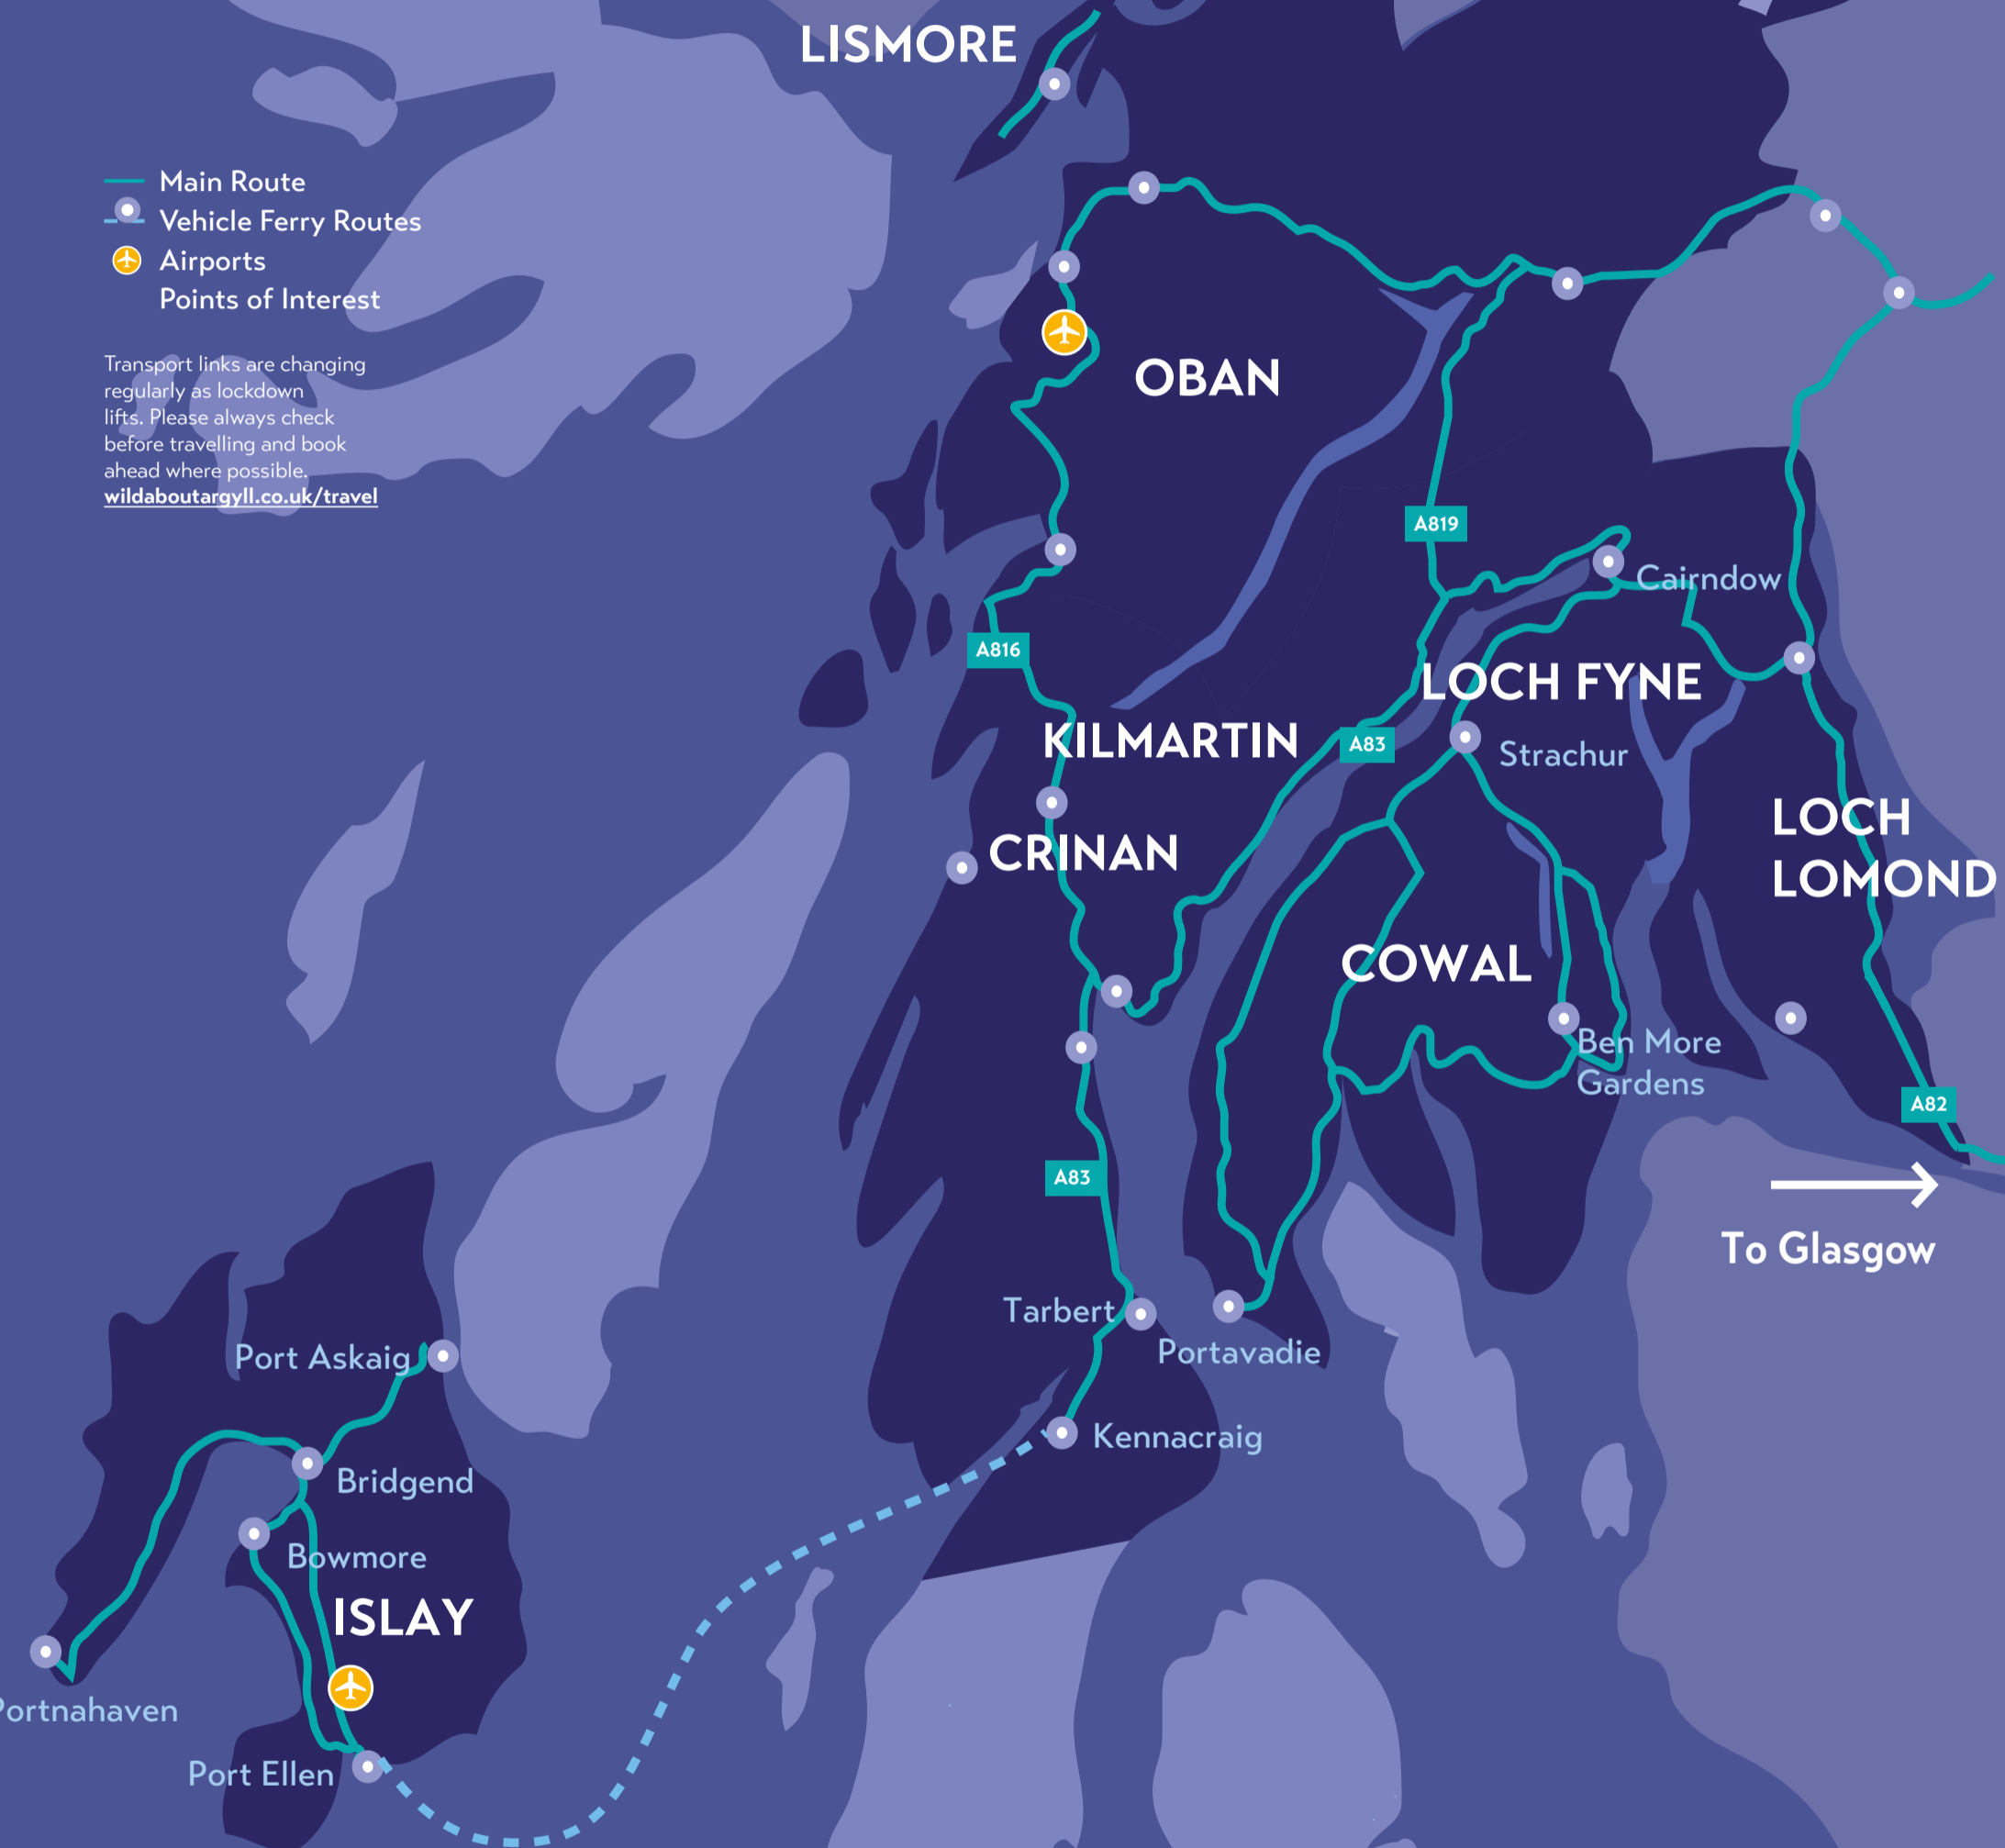 LISMORE
Main Route
Vehicle Ferry Routes
Airports
Points of Interest
Transport links are changing
regularly as lockdown
lifts. Please always check
before travelling and book
ahead where possible.
wildaboutargyll.co.uk/travel
OBAN
A819
Cairndow
A816
LOCH FYNE
KILMARTIN
A83
Strachur
LOCH
LOMOND
CRINAN
COWAL
Ben More
Gardens
A82
A83
To Glasgow
Tarbert
Portavadie
Port Askaig
Kennacraig
Bridgend
Bowmore
ISLAY
Portnahaven
Port Ellen